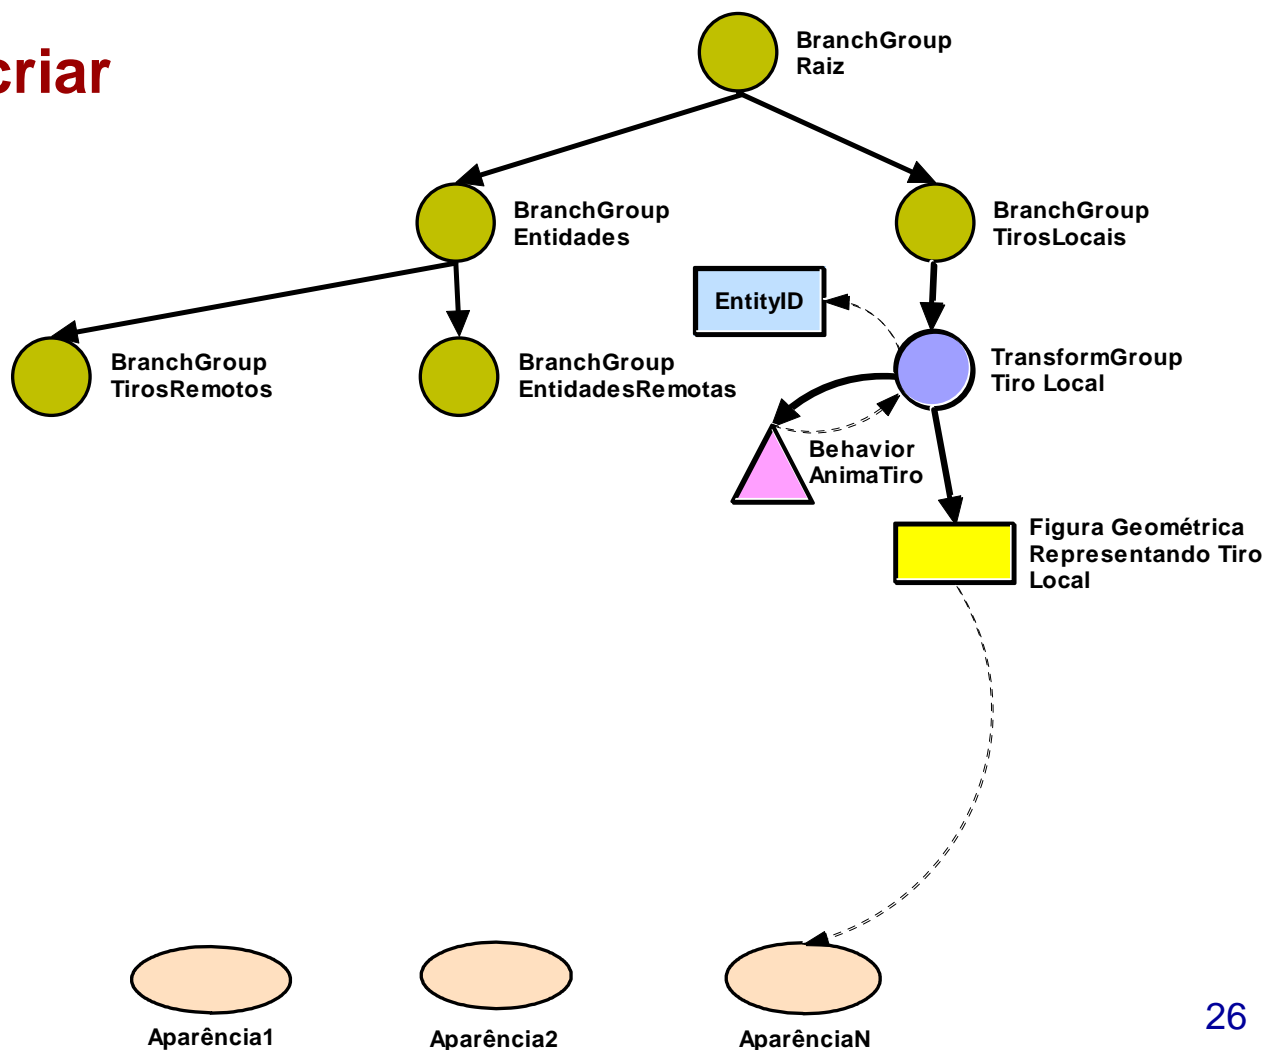 criar
BranchGroup
Raiz
BranchGroup
Entidades
BranchGroup
TirosLocais
EntityID
BranchGroup
TirosRemotos
BranchGroup
EntidadesRemotas
TransformGroup
Tiro Local
Behavior
AnimaTiro
Figura Geométrica
Representando Tiro
Local
Aparência1
Aparência2
AparênciaN
26